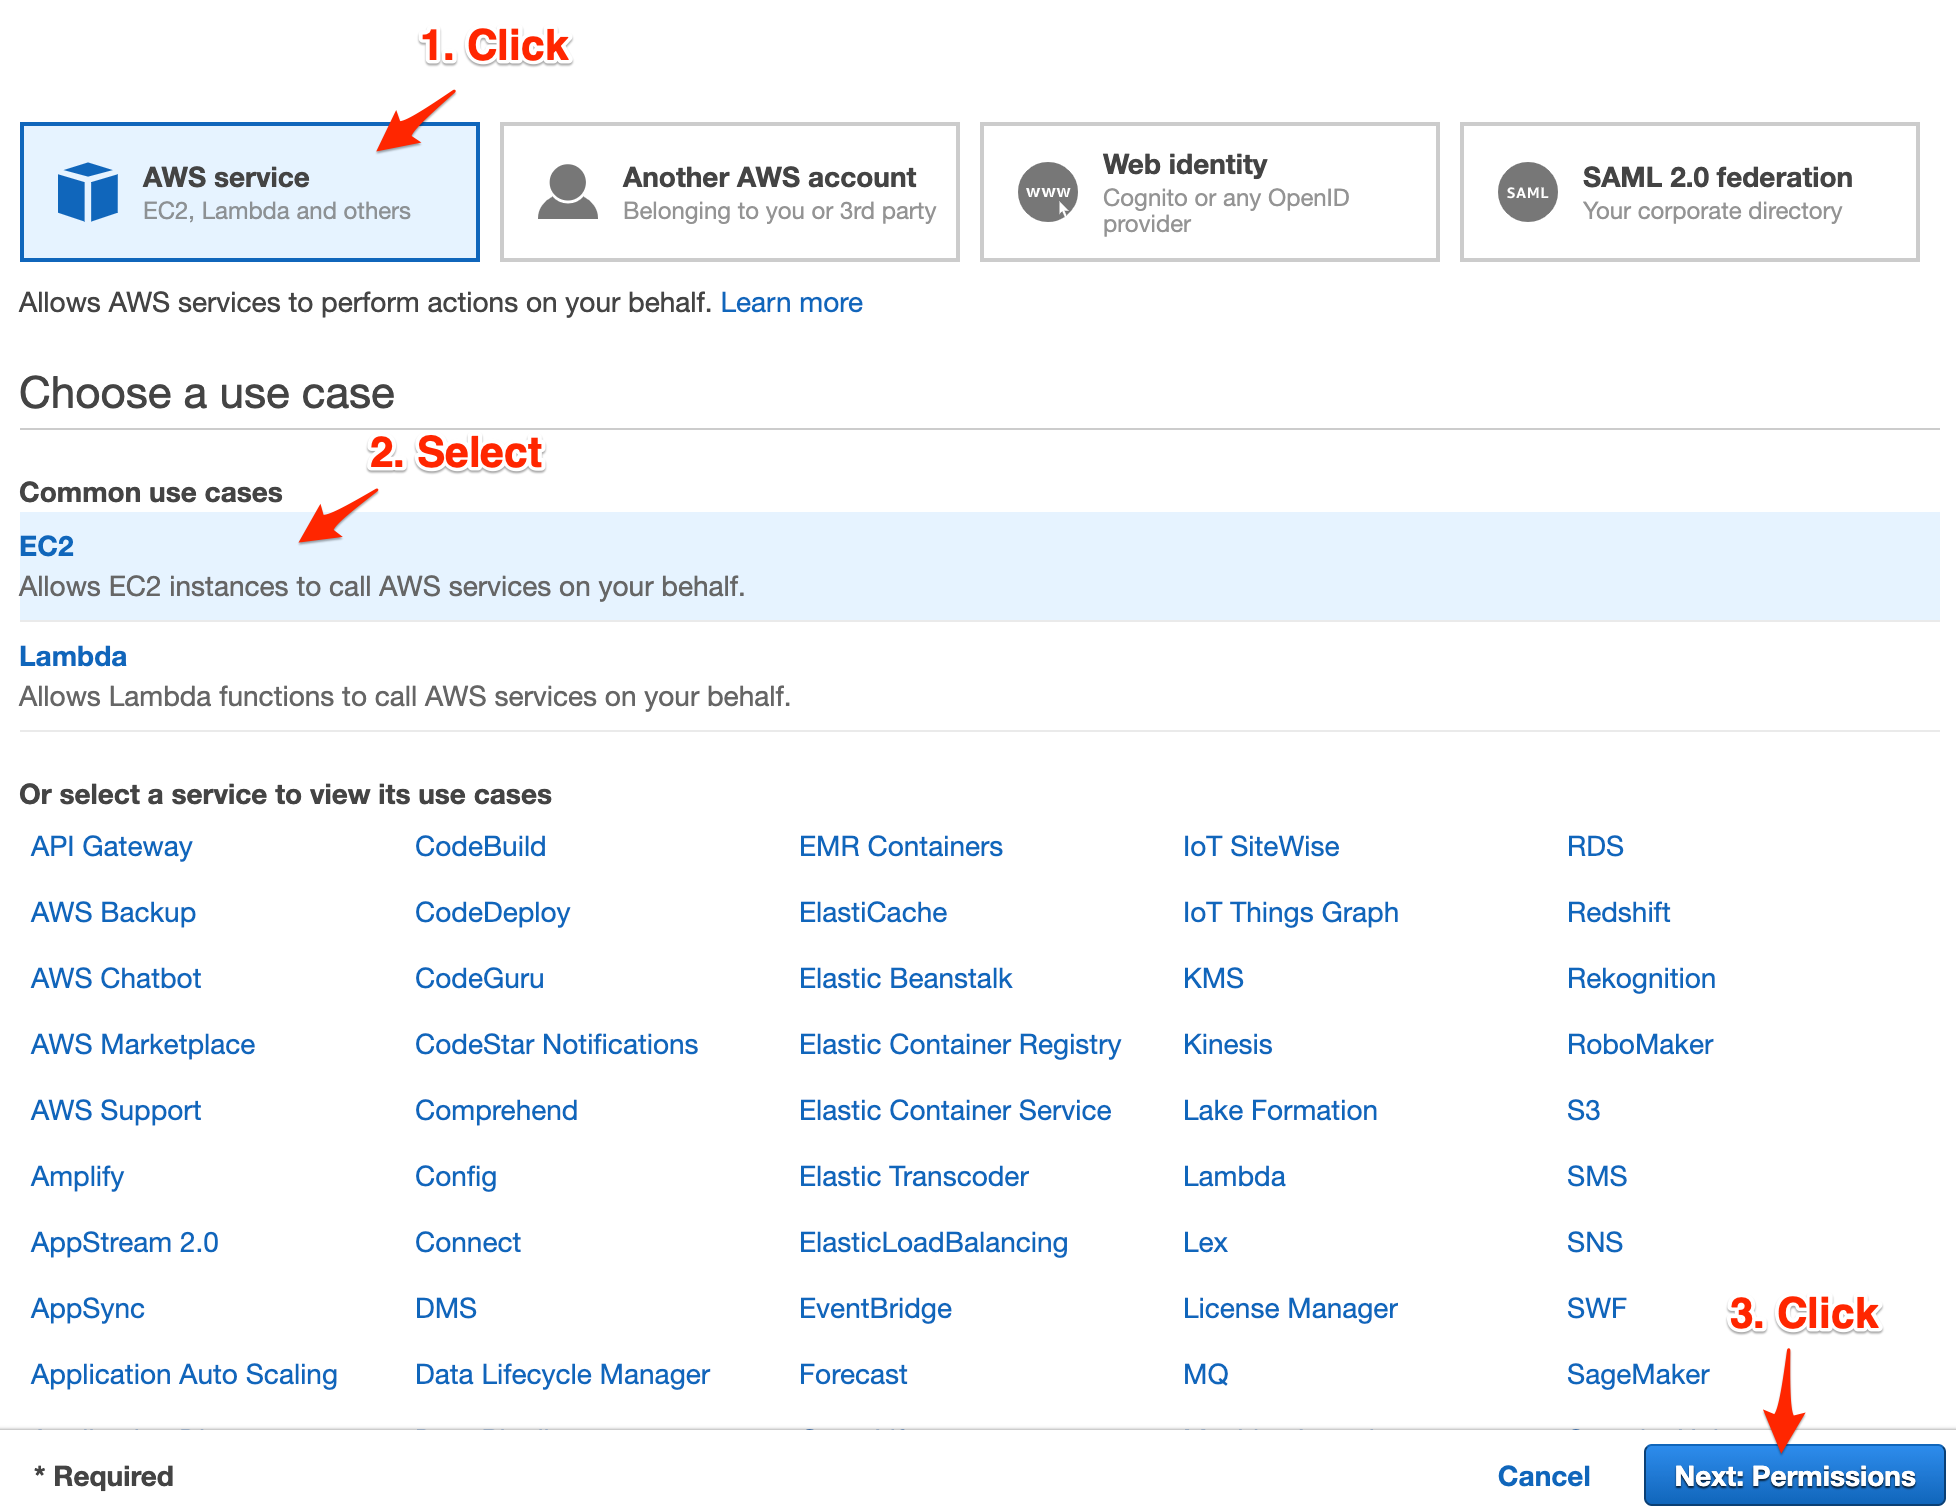 1. Click
AWS service
EC2, Lambda and others
Another AWS account
Belonging to you or 3rd party
www
Web identity
Cognito or any OpenID
provider
SAML
SAML 2.0 federation
Your corporate directory
Allows AWS services to perform actions on your behalf. Learn more
Choose a use case
2. Select
Common use cases
EC2
Allows EC2 instances to call AWS services on your behalf.
Lambda
Allows Lambda functions to call AWS services on your behalf.
Or select a service to view its use cases
API Gateway CodeBuild EMR Containers IoT SiteWise RDS
AWS Backup CodeDeploy ElastiCache IoT Things Graph Redshift
AWS Chatbot CodeGuru Elastic Beanstalk KMS Rekognition
AWS Marketplace CodeStar Notifications Elastic Container Registry Kinesis RoboMaker
AWS Support Comprehend Elastic Container Service Lake Formation S3
Amplify Config Elastic Transcoder Lambda SMS
AppStream 2.0 Connect ElasticLoadBalancing Lex SNS
AppSync DMS EventBridge License Manager SWF
3. Click
Application Auto Scaling Data Lifecycle Manager Forecast MQ SageMaker
* Required
Cancel
Next: Permissions